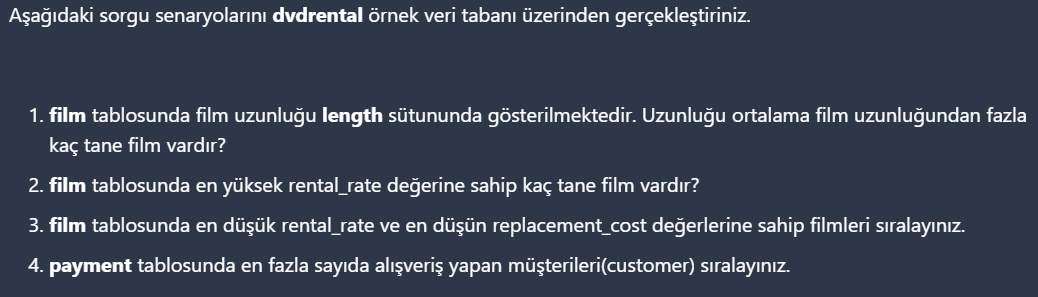 Aşağıdaki sorgu senaryolarını dvdrental örnek veri tabanı üzerinden gerçekleştiriniz.
1. film tablosunda film uzunluğu length sütununda gösterilmektedir. Uzunluğu ortalama film uzunluğundan fazla
kaç tane film vardır?
2. film tablosunda en yüksek rental_rate değerine sahip kaç tane film vardır?
3. film tablosunda en düşük rental_rate ve en düşün replacement_cost değerlerine sahip filmleri sıralayınız.
4. payment tablosunda en fazla sayıda alışveriş yapan müşterileri(customer) sıralayınız.